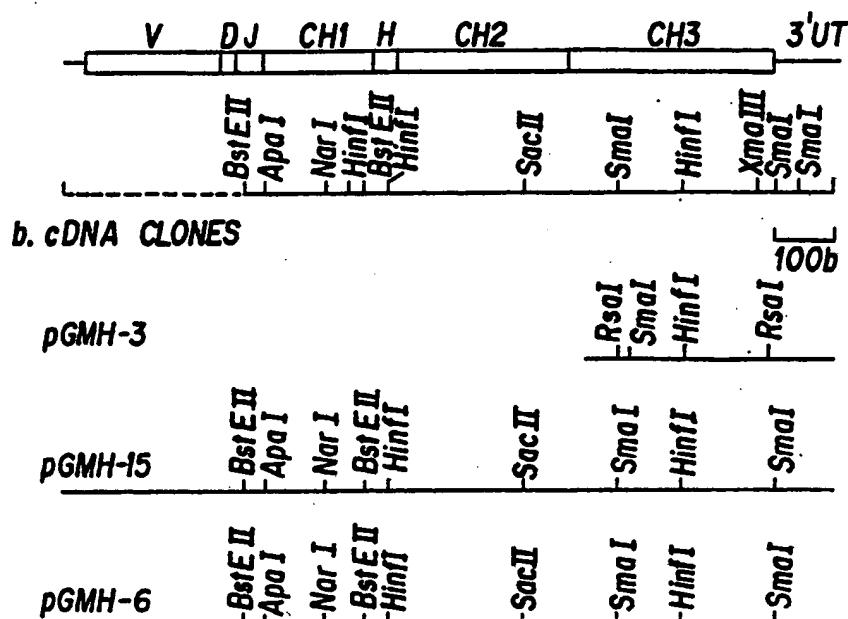 V D J CH1 H CH2 CH3 3'UT
BstEII ApaI NarI HinfI BstEII HinfI SacII SmaI HinfI XmaIII SmaI SmaI
b. cDNA CLONES
100b
pGMH-3 RsaI SmaI HinfI RsaI
pGMH-15 BstEII ApaI NarI BstEII HinfI SacII SmaI HinfI SmaI
pGMH-6 BstEII ApaI NarI BstEII HinfI SacII SmaI HinfI SmaI